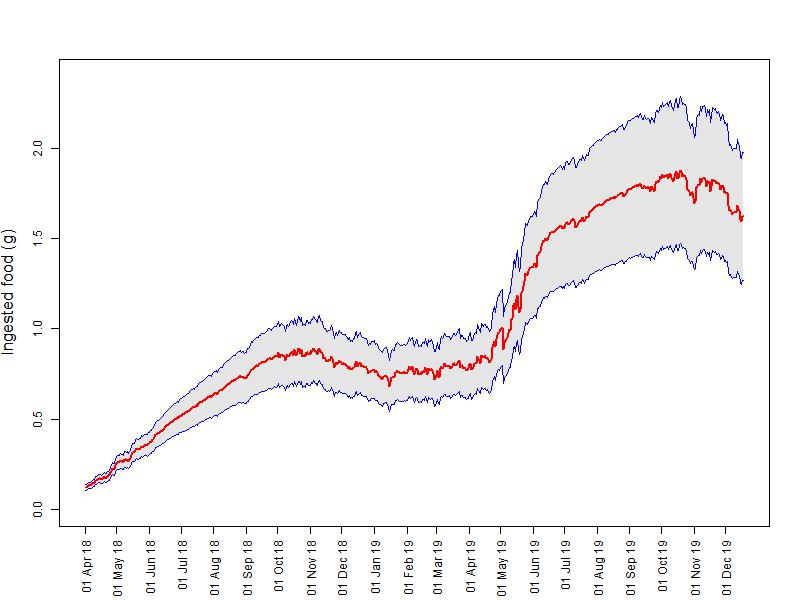 Ingested food (g)
2.0
1.5
1.0
0.5
0.0
01 Apr 18
01 May 18
01 Jun 18
01 Jul 18
01 Aug 18
01 Sep 18
01 Oct 18
01 Nov 18
01 Dec 18
01 Jan 19
01 Feb 19
01 Mar 19
01 Apr 19
01 May 19
01 Jun 19
01 Jul 19
01 Aug 19
01 Sep 19
01 Oct 19
01 Nov 19
01 Dec 19